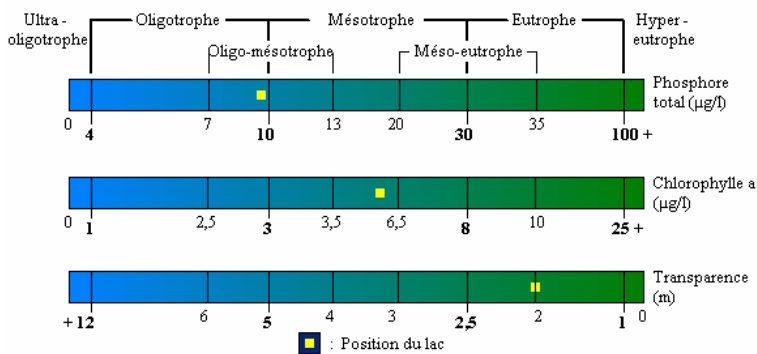 Ultra-
oligotrophe
Oligotrophe
Mésotrophe
Eutrophe
Hyper-
eutrophe
Oligo-mésotrophe
Méso-eutrophe
Phosphore
total (µg/l)
0 4 7 10 13 20 30 35 100 +
Chlorophylle a
(µg/l)
0 1 2,5 3 3,5 6,5 8 10 25 +
Transparence
(m)
+ 12 6 5 4 3 2,5 2 1 0
: Position du lac